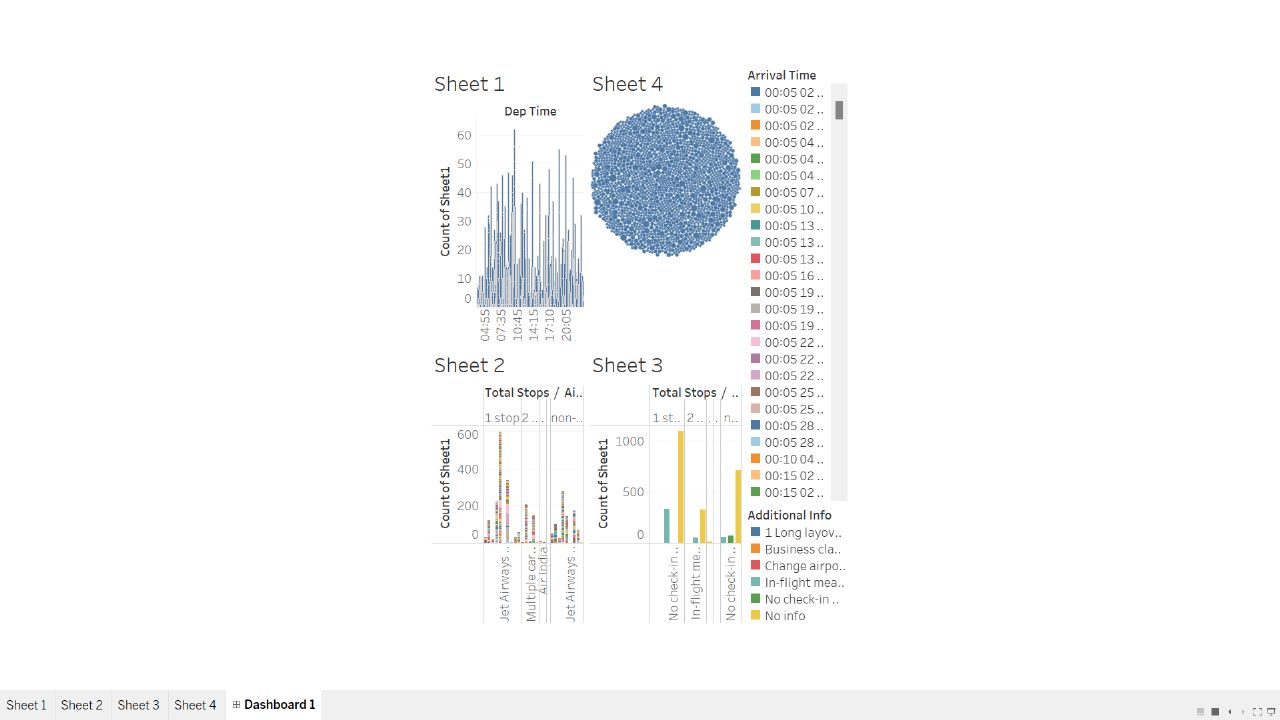 Sheet 1
Dep Time
Count of Sheet1
60
50
40
30
20
10
0
04:55
07:35
10:45
14:15
17:10
20:05
Sheet 4
Arrival Time
00:05 02 ..
00:05 02 ..
00:05 02 ..
00:05 04 ..
00:05 04 ..
00:05 04 ..
00:05 07 ..
00:05 10 ..
00:05 13 ..
00:05 13 ..
00:05 13 ..
00:05 16 ..
00:05 19 ..
00:05 19 ..
00:05 19 ..
00:05 22 ..
00:05 22 ..
00:05 22 ..
00:05 25 ..
00:05 25 ..
00:05 28 ..
00:05 28 ..
00:10 04 ..
00:15 02 ..
00:15 02 ..
Sheet 2
Total Stops / Ai..
1 stop 2 .. .. non-..
Count of Sheet1
600
400
200
0
Jet Airways ..
Multiple car..
Air India
Jet Airways ..
Sheet 3
Total Stops / ..
1 st.. 2 .. . . n..
Count of Sheet1
1000
500
0
No check-in ..
In-flight me..
No check-in ..
Additional Info
1 Long layov..
Business cla..
Change airpo..
In-flight mea..
No check-in ..
No info
Sheet 1
Sheet 2
Sheet 3
Sheet 4
Dashboard 1